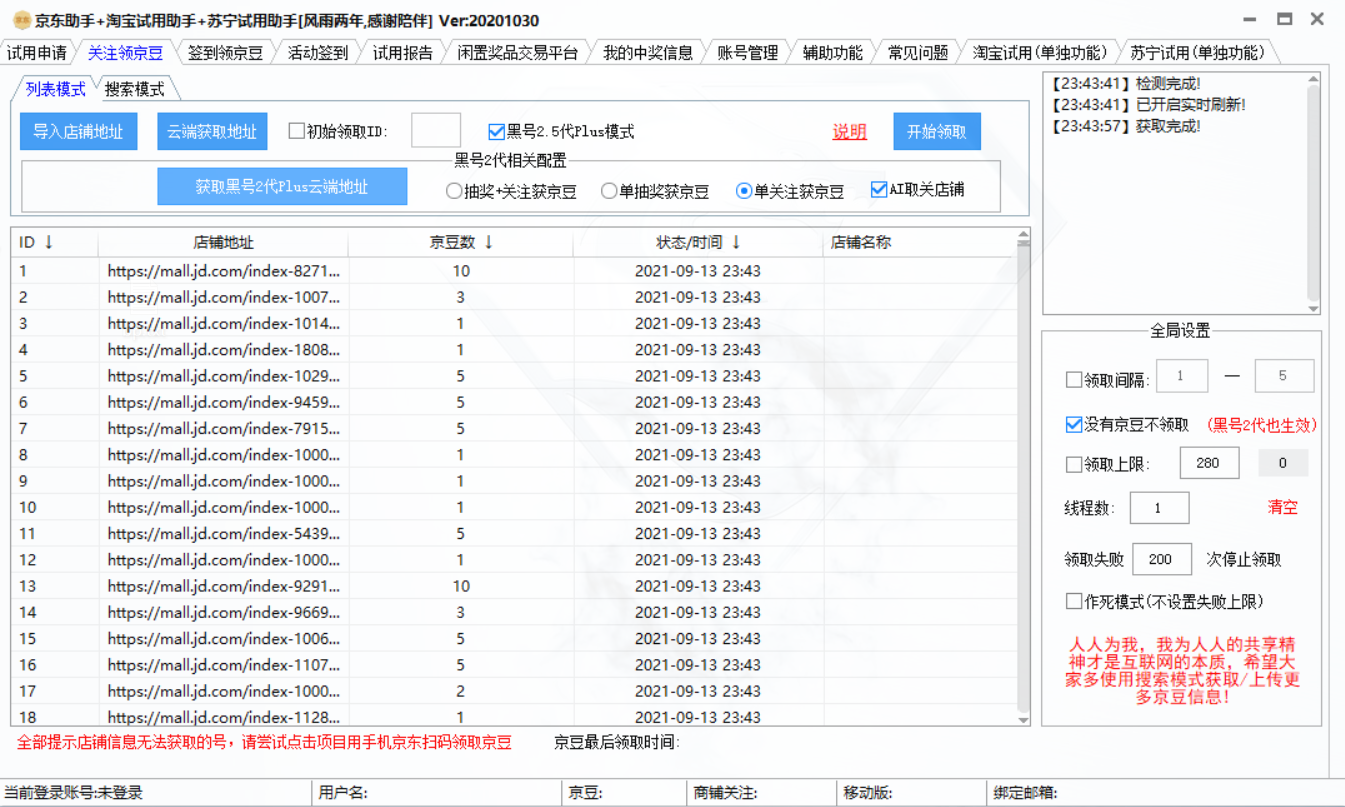 京东助手+淘宝试用助手+苏宁试用助手[风雨两年,感谢陪伴] Ver:20201030
试用申请 关注领京豆 签到领京豆 活动签到 试用报告 闲置奖品交易平台 我的中奖信息 账号管理 辅助功能 常见问题 淘宝试用(单独功能) 苏宁试用(单独功能)
列表模式 搜索模式
导入店铺地址 云端获取地址 初始领取ID: 黑号2.5代Plus模式 说明 开始领取
黑号2代相关配置
获取黑号2代Plus云端地址 抽奖+关注获京豆 单抽奖获京豆 单关注获京豆 AI取关店铺
ID ↓ 店铺地址 京豆数 ↓ 状态/时间 ↓ 店铺名称
1 https://mall.jd.com/index-8271... 10 2021-09-13 23:43
2 https://mall.jd.com/index-1007... 3 2021-09-13 23:43
3 https://mall.jd.com/index-1014... 1 2021-09-13 23:43
4 https://mall.jd.com/index-1808... 1 2021-09-13 23:43
5 https://mall.jd.com/index-1029... 5 2021-09-13 23:43
6 https://mall.jd.com/index-9459... 5 2021-09-13 23:43
7 https://mall.jd.com/index-7915... 5 2021-09-13 23:43
8 https://mall.jd.com/index-1000... 1 2021-09-13 23:43
9 https://mall.jd.com/index-1000... 1 2021-09-13 23:43
10 https://mall.jd.com/index-1000... 1 2021-09-13 23:43
11 https://mall.jd.com/index-5439... 5 2021-09-13 23:43
12 https://mall.jd.com/index-1000... 1 2021-09-13 23:43
13 https://mall.jd.com/index-9291... 10 2021-09-13 23:43
14 https://mall.jd.com/index-9669... 3 2021-09-13 23:43
15 https://mall.jd.com/index-1006... 5 2021-09-13 23:43
16 https://mall.jd.com/index-1107... 5 2021-09-13 23:43
17 https://mall.jd.com/index-1000... 2 2021-09-13 23:43
18 https://mall.jd.com/index-1128... 1 2021-09-13 23:43
全部提示店铺信息无法获取的号，请尝试点击项目用手机京东扫码领取京豆 京豆最后领取时间:
【23:43:41】检测完成!
【23:43:41】已开启实时刷新!
【23:43:57】获取完成!
全局设置
领取间隔: 1 — 5
没有京豆不领取 (黑号2代也生效)
领取上限: 280 0
线程数: 1 清空
领取失败 200 次停止领取
作死模式(不设置失败上限)
人人为我，我为人人的共享精
神才是互联网的本质，希望大
家多使用搜索模式获取/上传更
多京豆信息!
当前登录账号:未登录 用户名: 京豆: 商铺关注: 移动版: 绑定邮箱: